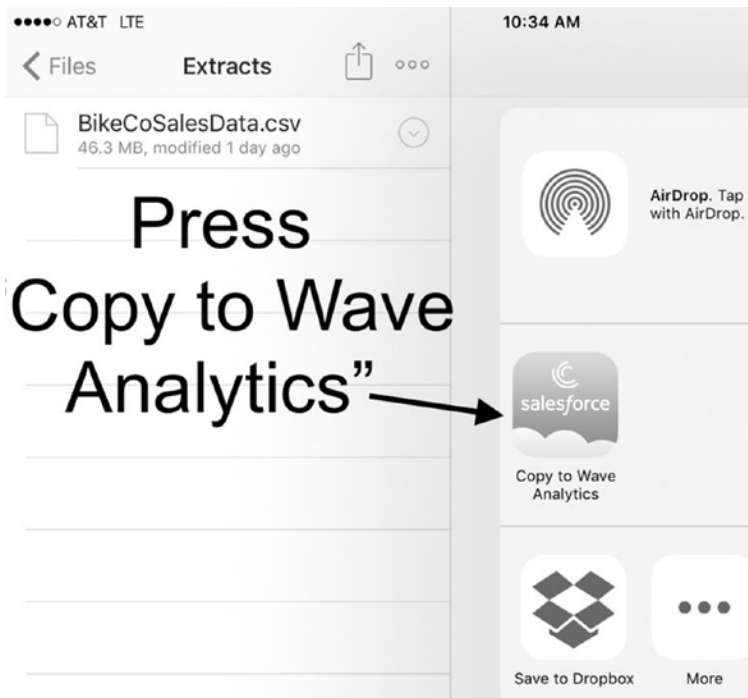 AT&T LTE
10:34 AM
Files
Extracts
BikeCoSalesData.csv
46.3 MB, modified 1 day ago
Press
“Copy to Wave
Analytics”
AirDrop. Tap
with AirDrop.
salesforce
Copy to Wave
Analytics
Save to Dropbox
More